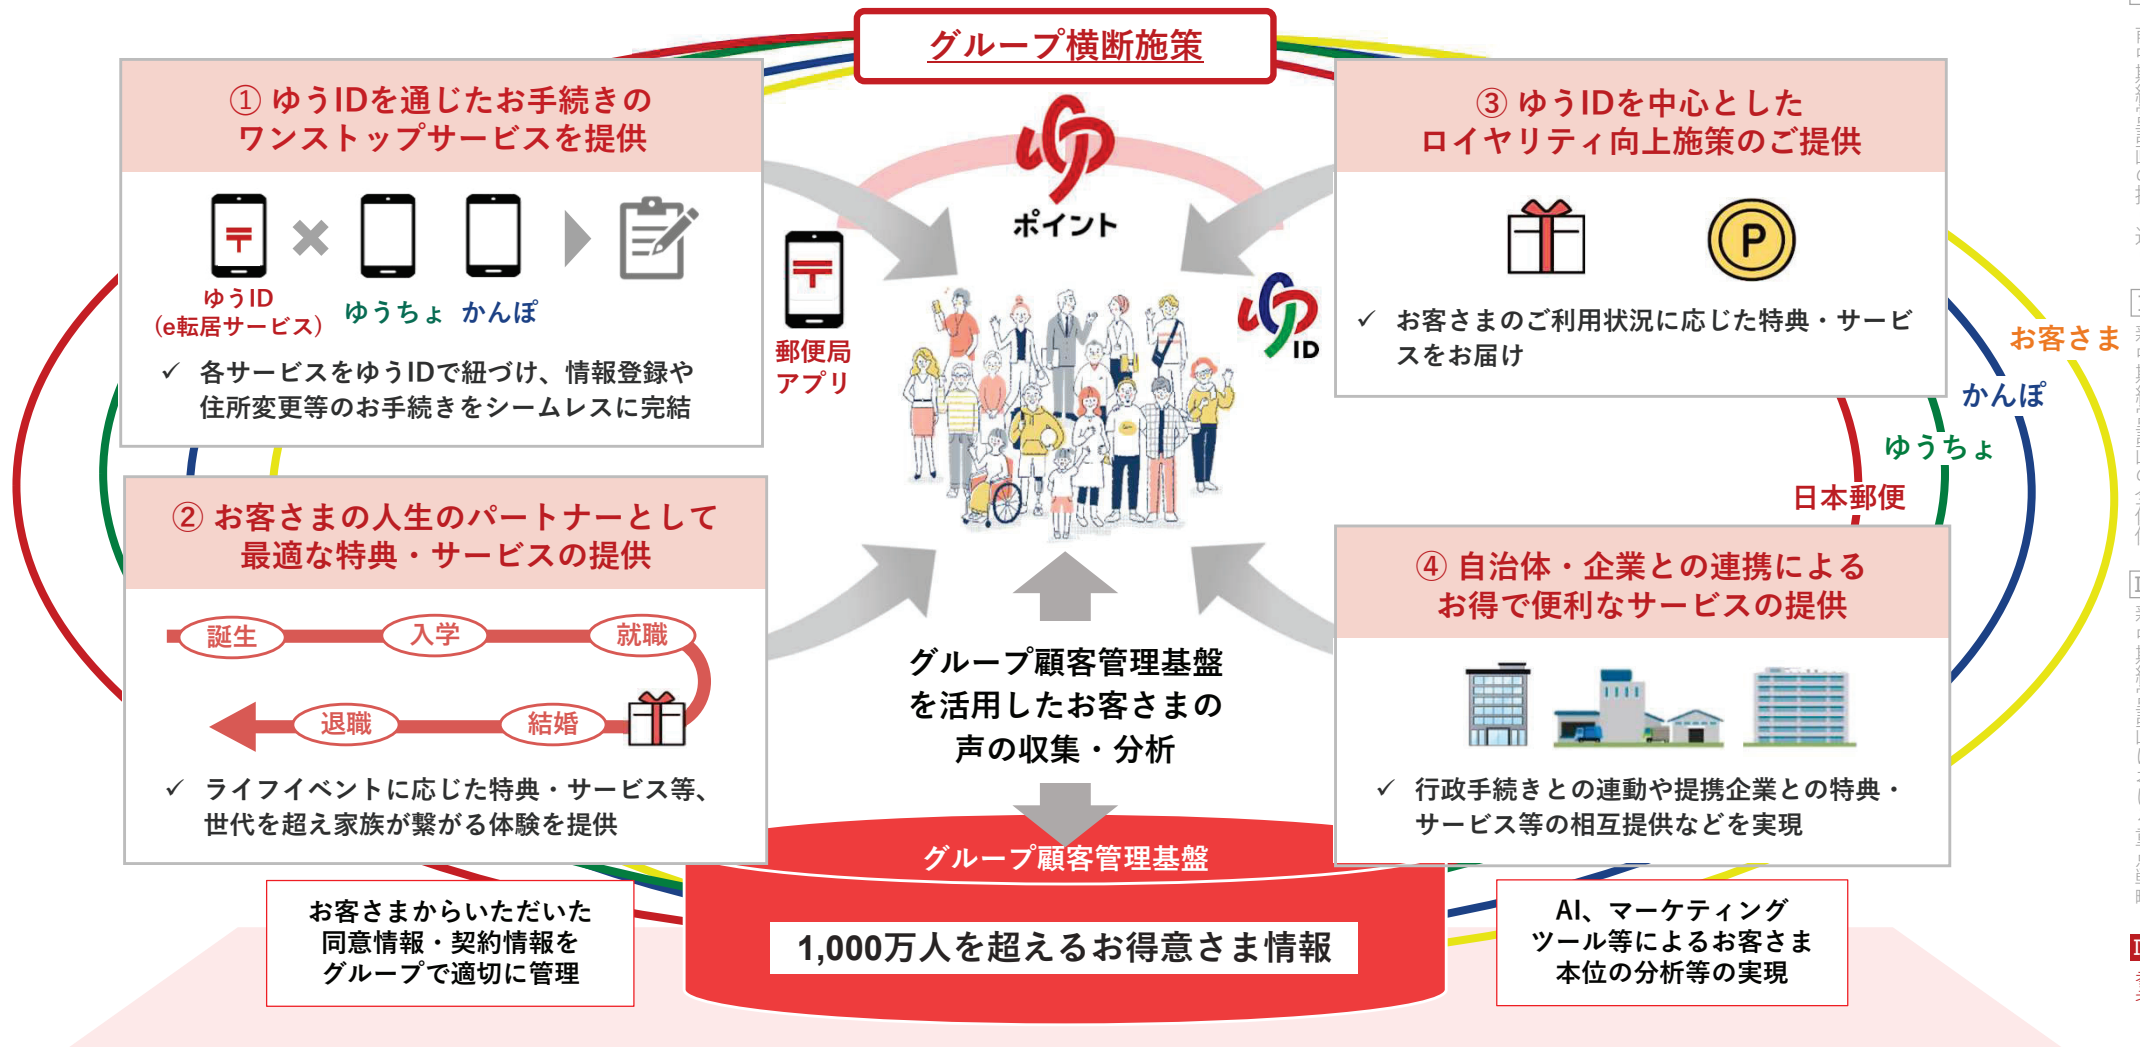 グループ横断施策
① ゆうIDを通じたお手続きの
ワンストップサービスを提供
ゆうID
(e転居サービス)
ゆうちょ
かんぽ
✓ 各サービスをゆうIDで紐づけ、情報登録や
住所変更等のお手続きをシームレスに完結
② お客さまの人生のパートナーとして
最適な特典・サービスの提供
誕生
入学
就職
結婚
退職
✓ ライフイベントに応じた特典・サービス等、
世代を超え家族が繋がる体験を提供
ゆう
ポイント
郵便局
アプリ
ゆう
ID
③ ゆうIDを中心とした
ロイヤリティ向上施策のご提供
P
✓ お客さまのご利用状況に応じた特典・サービ
スをお届け
お客さま
かんぽ
ゆうちょ
日本郵便
④ 自治体・企業との連携による
お得で便利なサービスの提供
✓ 行政手続きとの連動や提携企業との特典・
サービス等の相互提供などを実現
グループ顧客管理基盤
を活用したお客さまの
声の収集・分析
グループ顧客管理基盤
1,000万人を超えるお得意さま情報
お客さまからいただいた
同意情報・契約情報を
グループで適切に管理
AI、マーケティング
ツール等によるお客さま
本位の分析等の実現